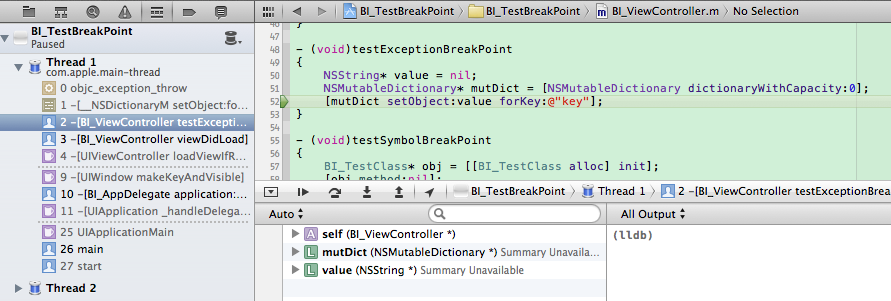 BI_TestBreakPoint
Paused
Thread 1
com.apple.main-thread
0 objc_exception_throw
1 -[__NSDictionaryM setObject:fo...
2 -[BI_ViewController testExcepti...
3 -[BI_ViewController viewDidLoad]
4 -[UIViewController loadViewIfR...
9 -[UIWindow makeKeyAndVisible]
10 -[BI_AppDelegate application:...
11 -[UIApplication _handleDelega...
25 UIApplicationMain
26 main
27 start
Thread 2
BI_TestBreakPoint
BI_TestBreakPoint
BI_ViewController.m
No Selection
46 }
47
48 - (void)testExceptionBreakPoint
49 {
50 NSString* value = nil;
51 NSMutableDictionary* mutDict = [NSMutableDictionary dictionaryWithCapacity:0];
52 [mutDict setObject:value forKey:@"key"];
53 }
54
55 - (void)testSymbolBreakPoint
56 {
57 BI_TestClass* obj = [[BI_TestClass alloc] init];
58 [obj method:nil];
BI_TestBreakPoint
Thread 1
2 -[BI_ViewController testExceptionBrea
Auto
All Output
self (BI_ViewController *)
mutDict (NSMutableDictionary *) Summary Unavaila...
value (NSString *) Summary Unavailable
(lldb)